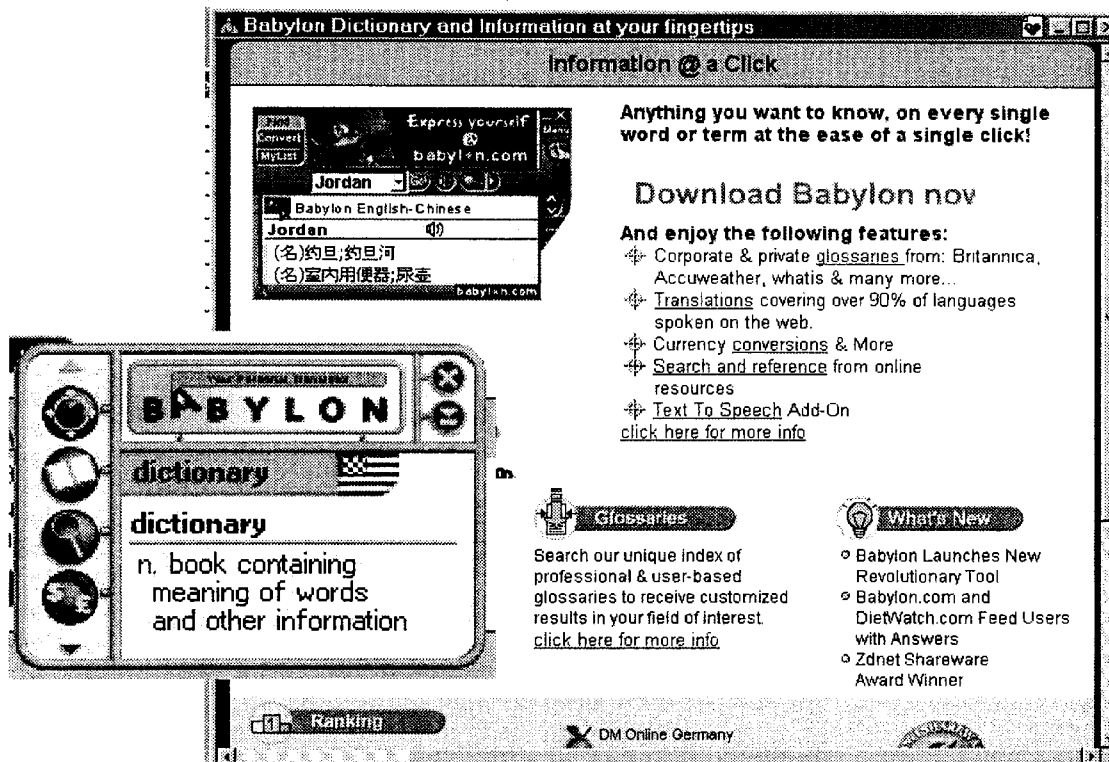 Babylon Dictionary and Information at your fingertips
Information @ a Click
Find
Convert
MyList
Express yourself
@
babylon.com
Menu
Jordan
Babylon English-Chinese
Jordan
(名)约旦;约旦河
(名)室内用便器;尿壶
babylon.com
Anything you want to know, on every single
word or term at the ease of a single click!
Download Babylon nov
And enjoy the following features:
Corporate & private glossaries from: Britannica,
Accuweather, whatis & many more...
Translations covering over 90% of languages
spoken on the web.
Currency conversions & More
Search and reference from online
resources
Text To Speech Add-On
click here for more info
Your Personal Translator
BABYLON
dictionary
dictionary
n. book containing
meaning of words
and other information
on.
Glossaries
Search our unique index of
professional & user-based
glossaries to receive customized
results in your field of interest.
click here for more info
What's New
Babylon Launches New
Revolutionary Tool
Babylon.com and
DietWatch.com Feed Users
with Answers
Zdnet Shareware
Award Winner
Ranking
DM Online Germany